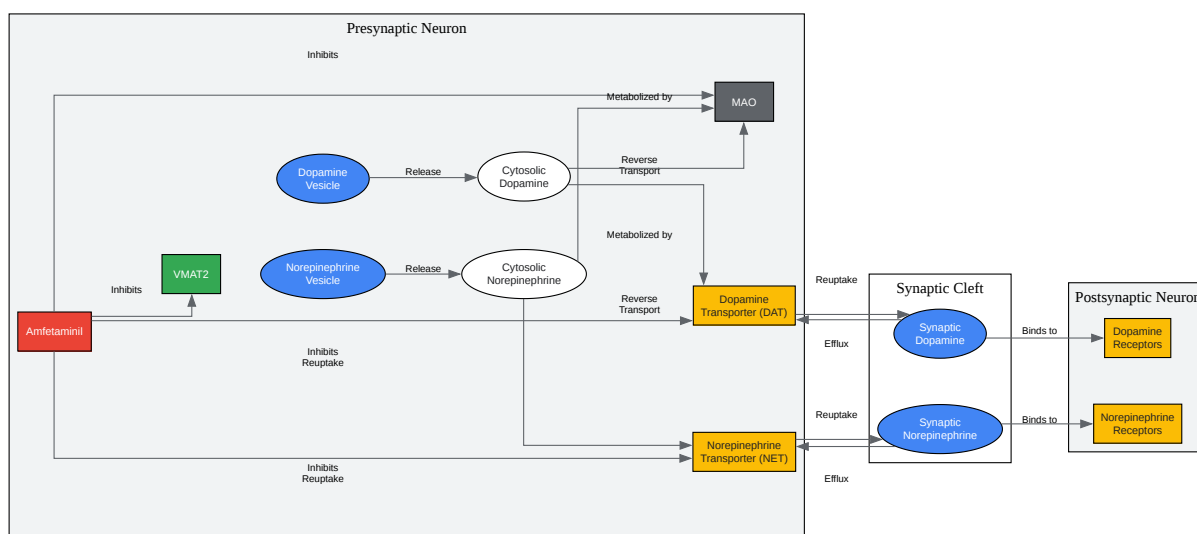 Presynaptic Neuron
Inhibits
Metabolized by
MAO
Dopamine
Vesicle
Release
Cytosolic
Dopamine
Reverse
Transport
Metabolized by
Norepinephrine
Vesicle
Release
Cytosolic
Norepinephrine
VMAT2
Inhibits
Amfetaminil
Reverse
Transport
Dopamine
Transporter (DAT)
Inhibits
Reuptake
Norepinephrine
Transporter (NET)
Inhibits
Reuptake
Reuptake
Efflux
Reuptake
Efflux
Synaptic Cleft
Synaptic
Dopamine
Synaptic
Norepinephrine
Binds to
Binds to
Postsynaptic Neuron
Dopamine
Receptors
Norepinephrine
Receptors